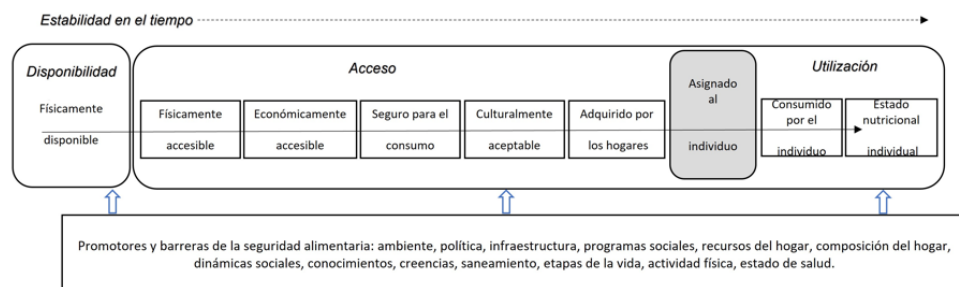 Estabilidad en el tiempo
Disponibilidad
Físicamente
disponible
Acceso
Físicamente
accesible
Económicamente
accesible
Seguro para el
consumo
Culturalmente
aceptable
Adquirido por
los hogares
Asignado
al
individuo
Utilización
Consumido
por el
individuo
Estado
nutricional
individual
Promotores y barreras de la seguridad alimentaria: ambiente, política, infraestructura, programas sociales, recursos del hogar, composición del hogar,
dinámicas sociales, conocimientos, creencias, saneamiento, etapas de la vida, actividad física, estado de salud.